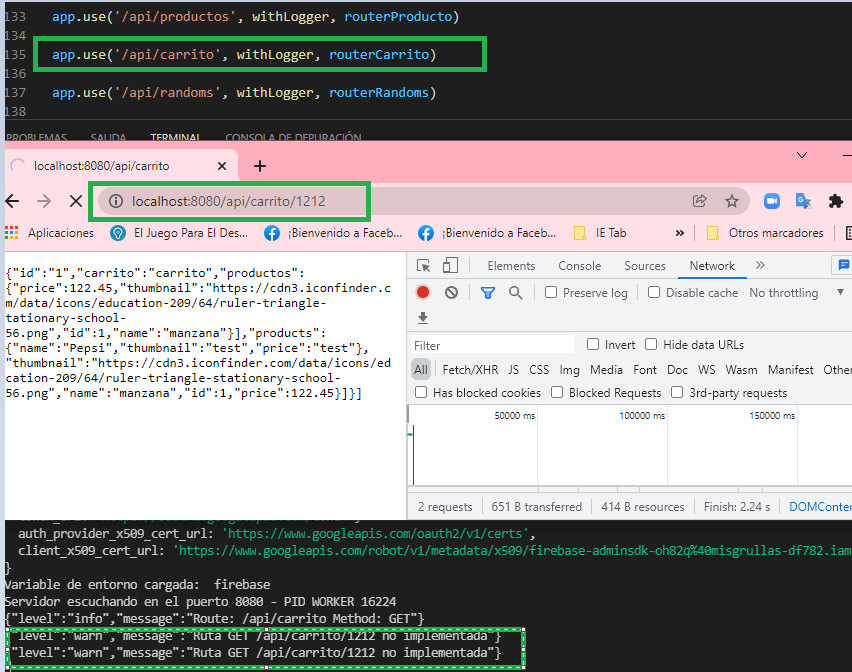 133 app.use('/api/productos', withLogger, routerProducto)
134
135 app.use('/api/carrito', withLogger, routerCarrito)
136
137 app.use('/api/randoms', withLogger, routerRandoms)
138
PROBLEMAS SALIDA TERMINAL CONSOLA DE DEPURACIÓN
localhost:8080/api/carrito
localhost:8080/api/carrito/1212
Aplicaciones El Juego Para El Des... ¡Bienvenido a Faceb... ¡Bienvenido a Faceb... IE Tab » Otros marcadores
{"id":"1","carrito":"carrito","productos":
{"price":122.45,"thumbnail":"https://cdn3.iconfinder.c
m/data/icons/education-209/64/ruler-triangle-
tationary-school-
56.png","id":1,"name":"manzana"}],"products":
{"name":"Pepsi","thumbnail":"test","price":"test"},
"thumbnail":"https://cdn3.iconfinder.com/data/icons/ed
cation-209/64/ruler-triangle-stationary-school-
56.png","name":"manzana","id":1,"price":122.45}]}]
Elements Console Sources Network »
Preserve log Disable cache No throttling
Filter Invert Hide data URLs
All Fetch/XHR JS CSS Img Media Font Doc WS Wasm Manifest Other
Has blocked cookies Blocked Requests 3rd-party requests
50000 ms 100000 ms 150000 ms
2 requests 651 B transferred 414 B resources Finish: 2.24 s DOMConten
auth_provider_x509_cert_url: 'https://www.googleapis.com/oauth2/v1/certs',
client_x509_cert_url: 'https://www.googleapis.com/robot/v1/metadata/x509/firebase-adminsdk-oh82q%40misgrullas-df782.iam
}
Variable de entorno cargada: firebase
Servidor escuchando en el puerto 8080 - PID WORKER 16224
{"level":"info","message":"Route: /api/carrito Method: GET"}
"level":"warn","message":"Ruta GET /api/carrito/1212 no implementada"}
"level":"warn","message":"Ruta GET /api/carrito/1212 no implementada"}